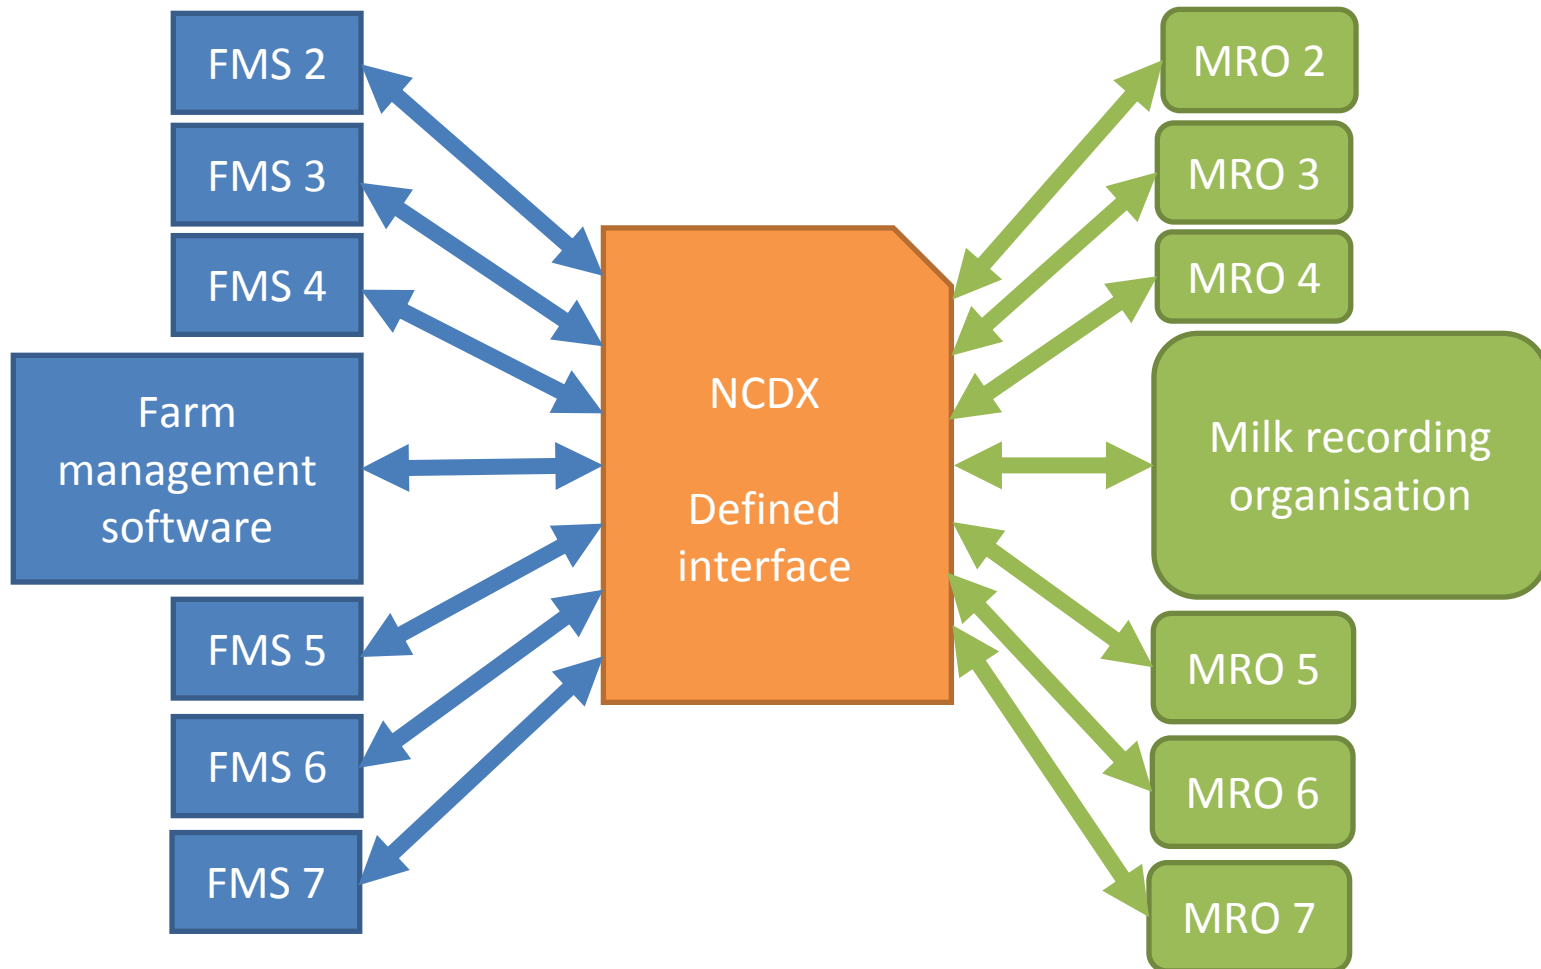 FMS 2
FMS 3
FMS 4
Farm
management
software
FMS 5
FMS 6
FMS 7
NCDX
Defined
interface
MRO 2
MRO 3
MRO 4
Milk recording
organisation
MRO 5
MRO 6
MRO 7